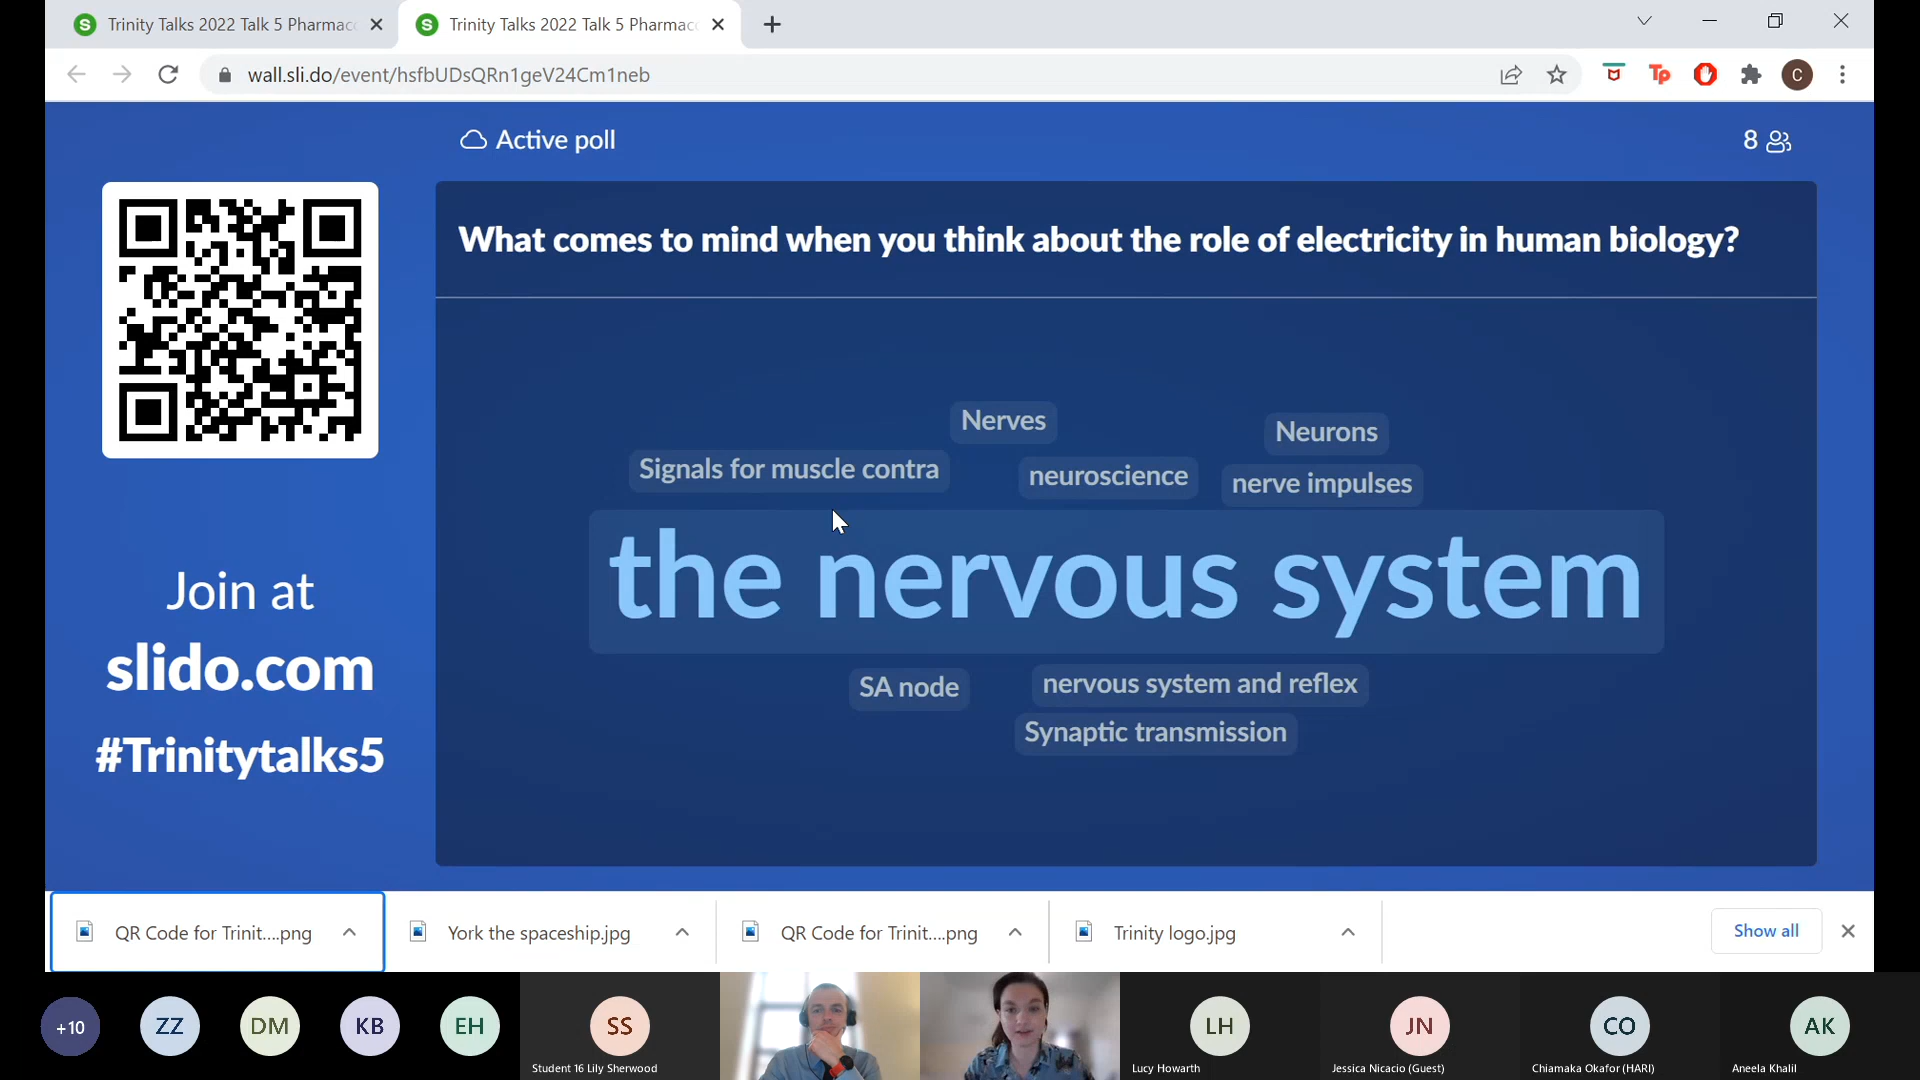 Trinity Talks 2022 Talk 5 Pharmac
Trinity Talks 2022 Talk 5 Pharmac
wall.sli.do/event/hsfbUDsQRn1geV24Cm1neb
Tp
C
Active poll
8
What comes to mind when you think about the role of electricity in human biology?
Nerves
Neurons
Signals for muscle contra
neuroscience
nerve impulses
the nervous system
SA node
nervous system and reflex
Synaptic transmission
Join at
slido.com
#Trinitytalks5
QR Code for Trinit....png
York the spaceship.jpg
QR Code for Trinit....png
Trinity logo.jpg
Show all
+10
ZZ
DM
KB
EH
SS
LH
JN
CO
AK
Student 16 Lily Sherwood
Lucy Howarth
Jessica Nicacio (Guest)
Chiamaka Okafor (HARI)
Aneela Khalil